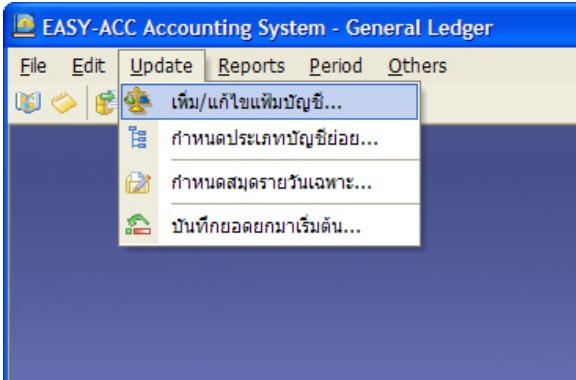 EASY-ACC Accounting System - General Ledger
File Edit Update Reports Period Others
เพิ่ม/แก้ไขแฟ้มบัญชี...
กำหนดประเภทบัญชีย่อย...
กำหนดสมุดรายวันเฉพาะ...
บันทึกยอดยกมาเริ่มต้น...